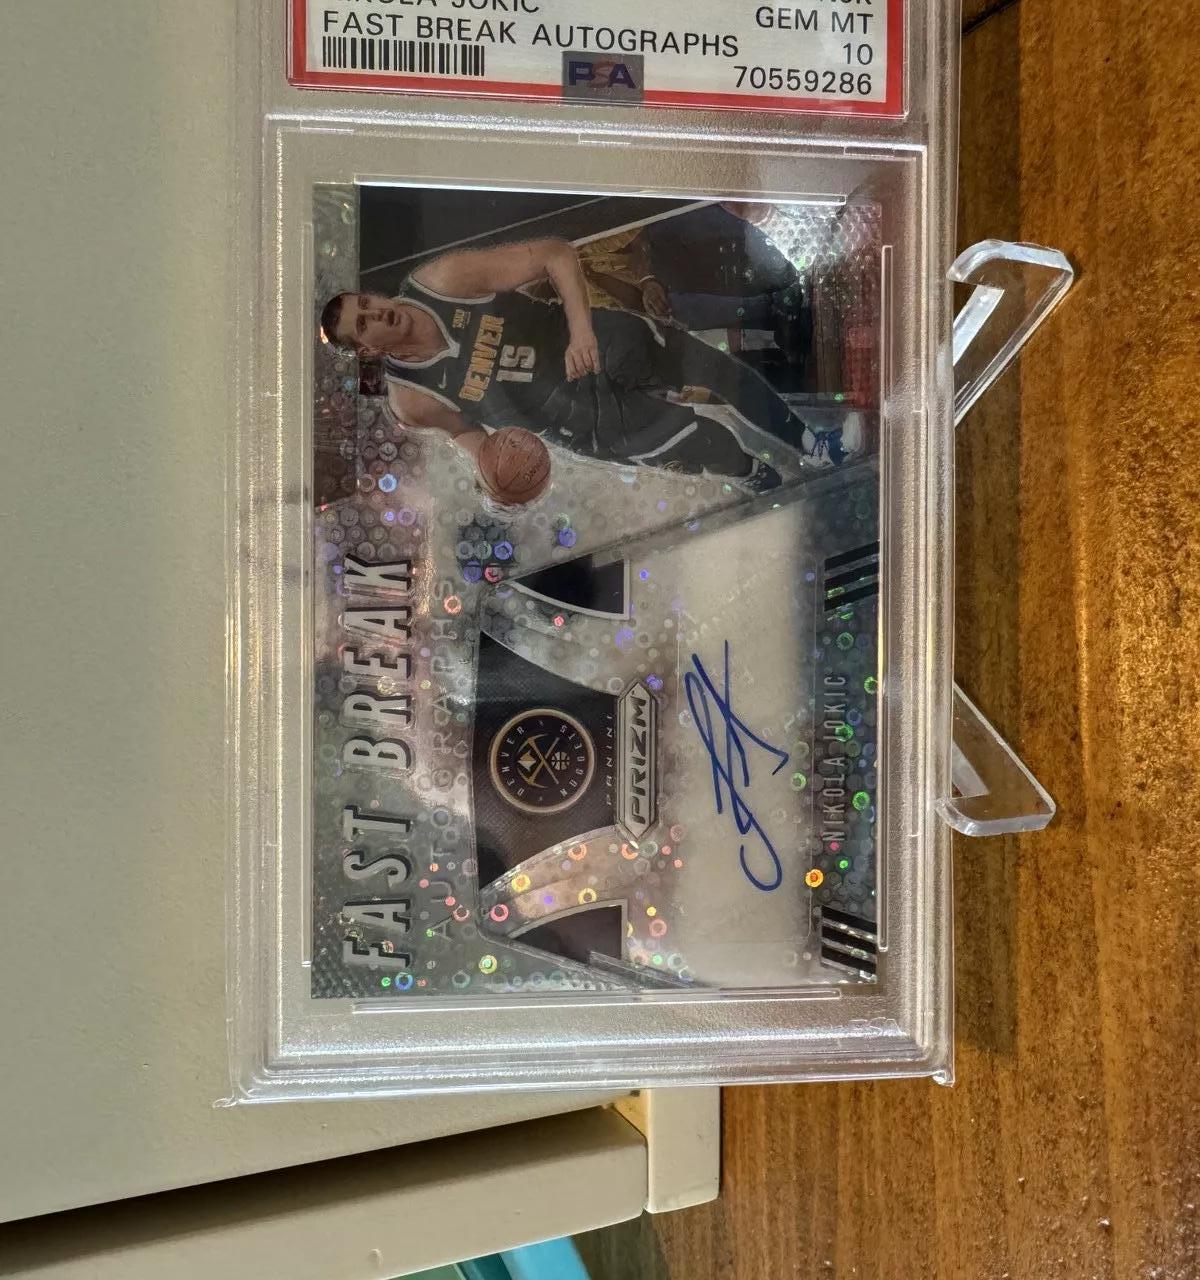 JOKIC
FAST BREAK AUTOGRAPHS
GEM MT
10
70559286
PSA
FAST BREAK
AUTOGRAPHS
DENVER
15
DENVER
NUGGETS
PANINI
PRIZM
NIKOLA JOKIC